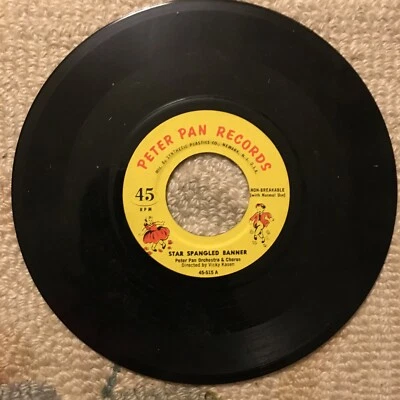 PETER PAN RECORDS
Mfd. by SYNTHETIC PLASTICS CO., NEWARK, N.J. U.S.A.
45
RPM
NON-BREAKABLE
(with Normal Use)
STAR SPANGLED BANNER
Peter Pan Orchestra & Chorus
Directed by Vicky Kasen
45-515 A